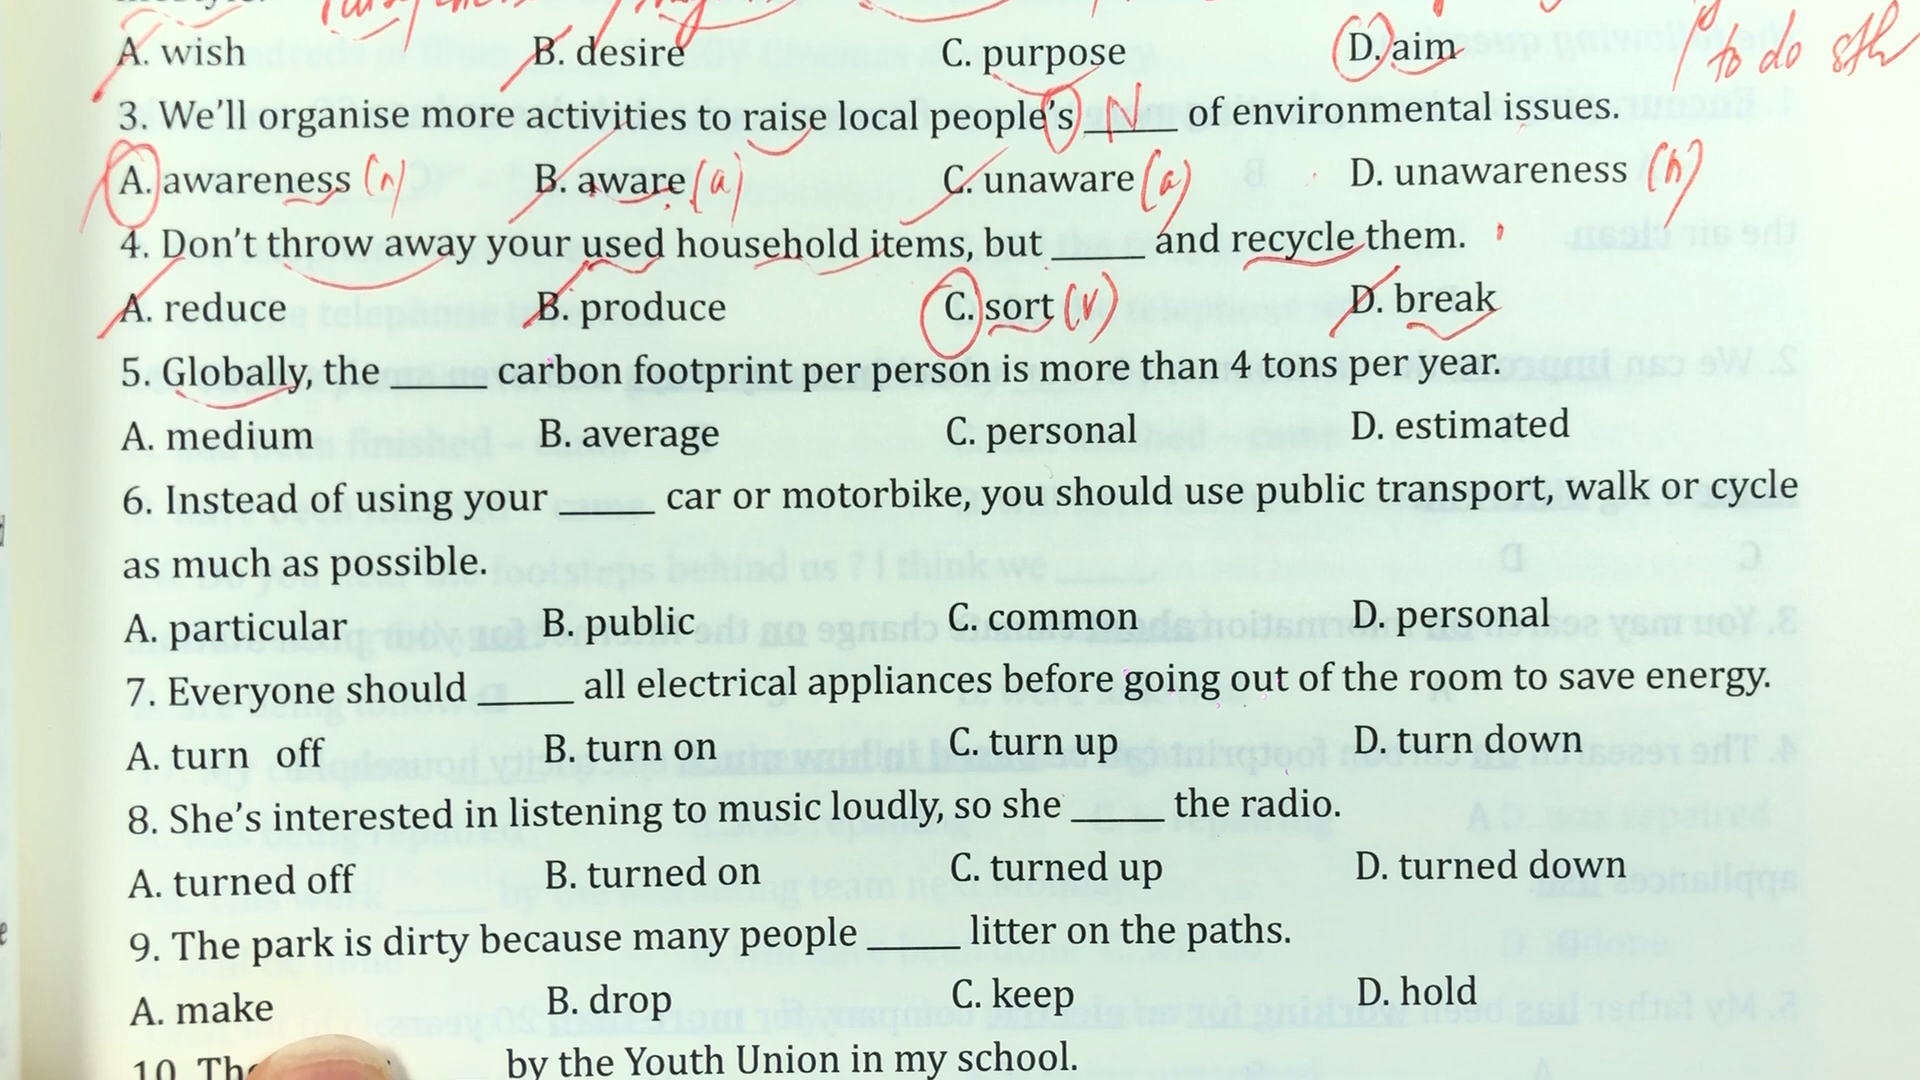 A. wish B. desire C. purpose D. aim
to do sth
3. We'll organise more activities to raise local people's _____ of environmental issues.
N
A. awareness (n) B. aware (a) C. unaware (a) D. unawareness (n)
4. Don't throw away your used household items, but _____ and recycle them.
A. reduce B. produce C. sort (v) D. break
5. Globally, the _____ caribon footprint per person is more than 4 tons per year.
A. medium B. average C. personal D. estimated
6. Instead of using your _____ car or motorbike, you should use public transport, walk or cycle
as much as possible.
A. particular B. public C. common D. personal
7. Everyone should _____ all electrical appliances before going out of the room to save energy.
A. turn off B. turn on C. turn up D. turn down
8. She's interested in listening to music loudly, so she _____ the radio.
A. turned off B. turned on C. turned up D. turned down
9. The park is dirty because many people _____ litter on the paths.
A. make B. drop C. keep D. hold
10. by the Youth Union in my school.